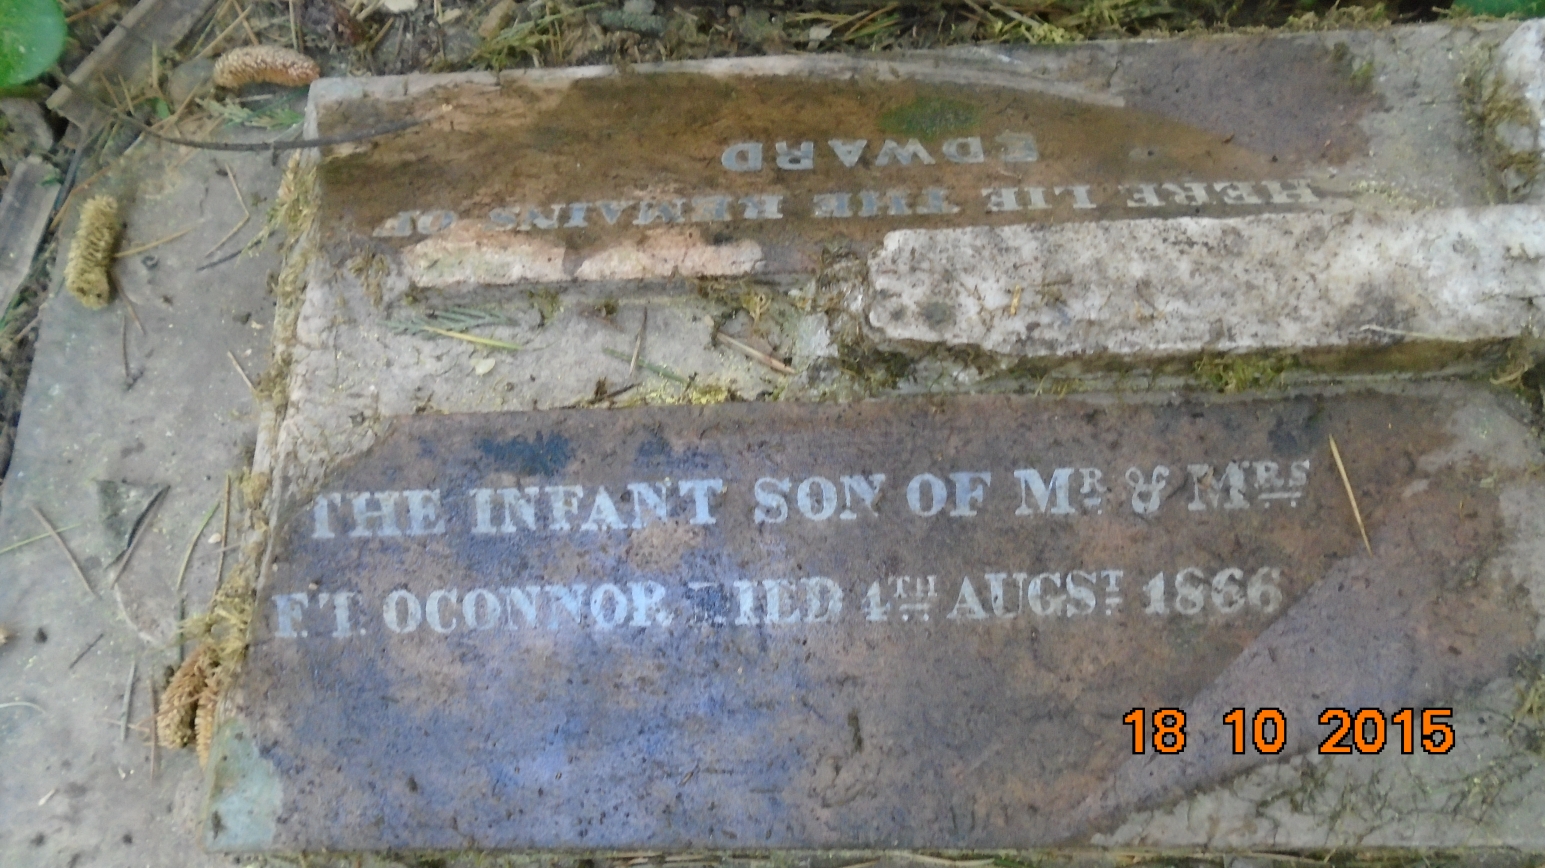 HERE LIE THE REMAINS OF
EDWARD
THE INFANT SON OF MR & MRS
F.T. OCONNOR DIED 4TH AUGST 1866
18 10 2015